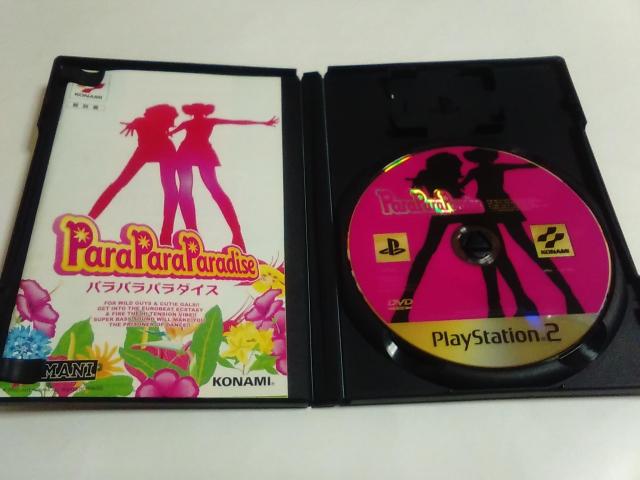 KONAMI
ParaParaParadise
パラパラパラダイス
FOR WILD GUYS & CUTIE GALS!!
GET INTO THE EUROBEAT ECSTASY
& FIRE THE HI-TENSION VIBE!!
SUPER BASS SOUND WILL MAKE YOU
THE PRISONER OF DANCE!!
MANI
KONAMI
ParaParaParadise
KONAMI
DVD
PlayStation 2